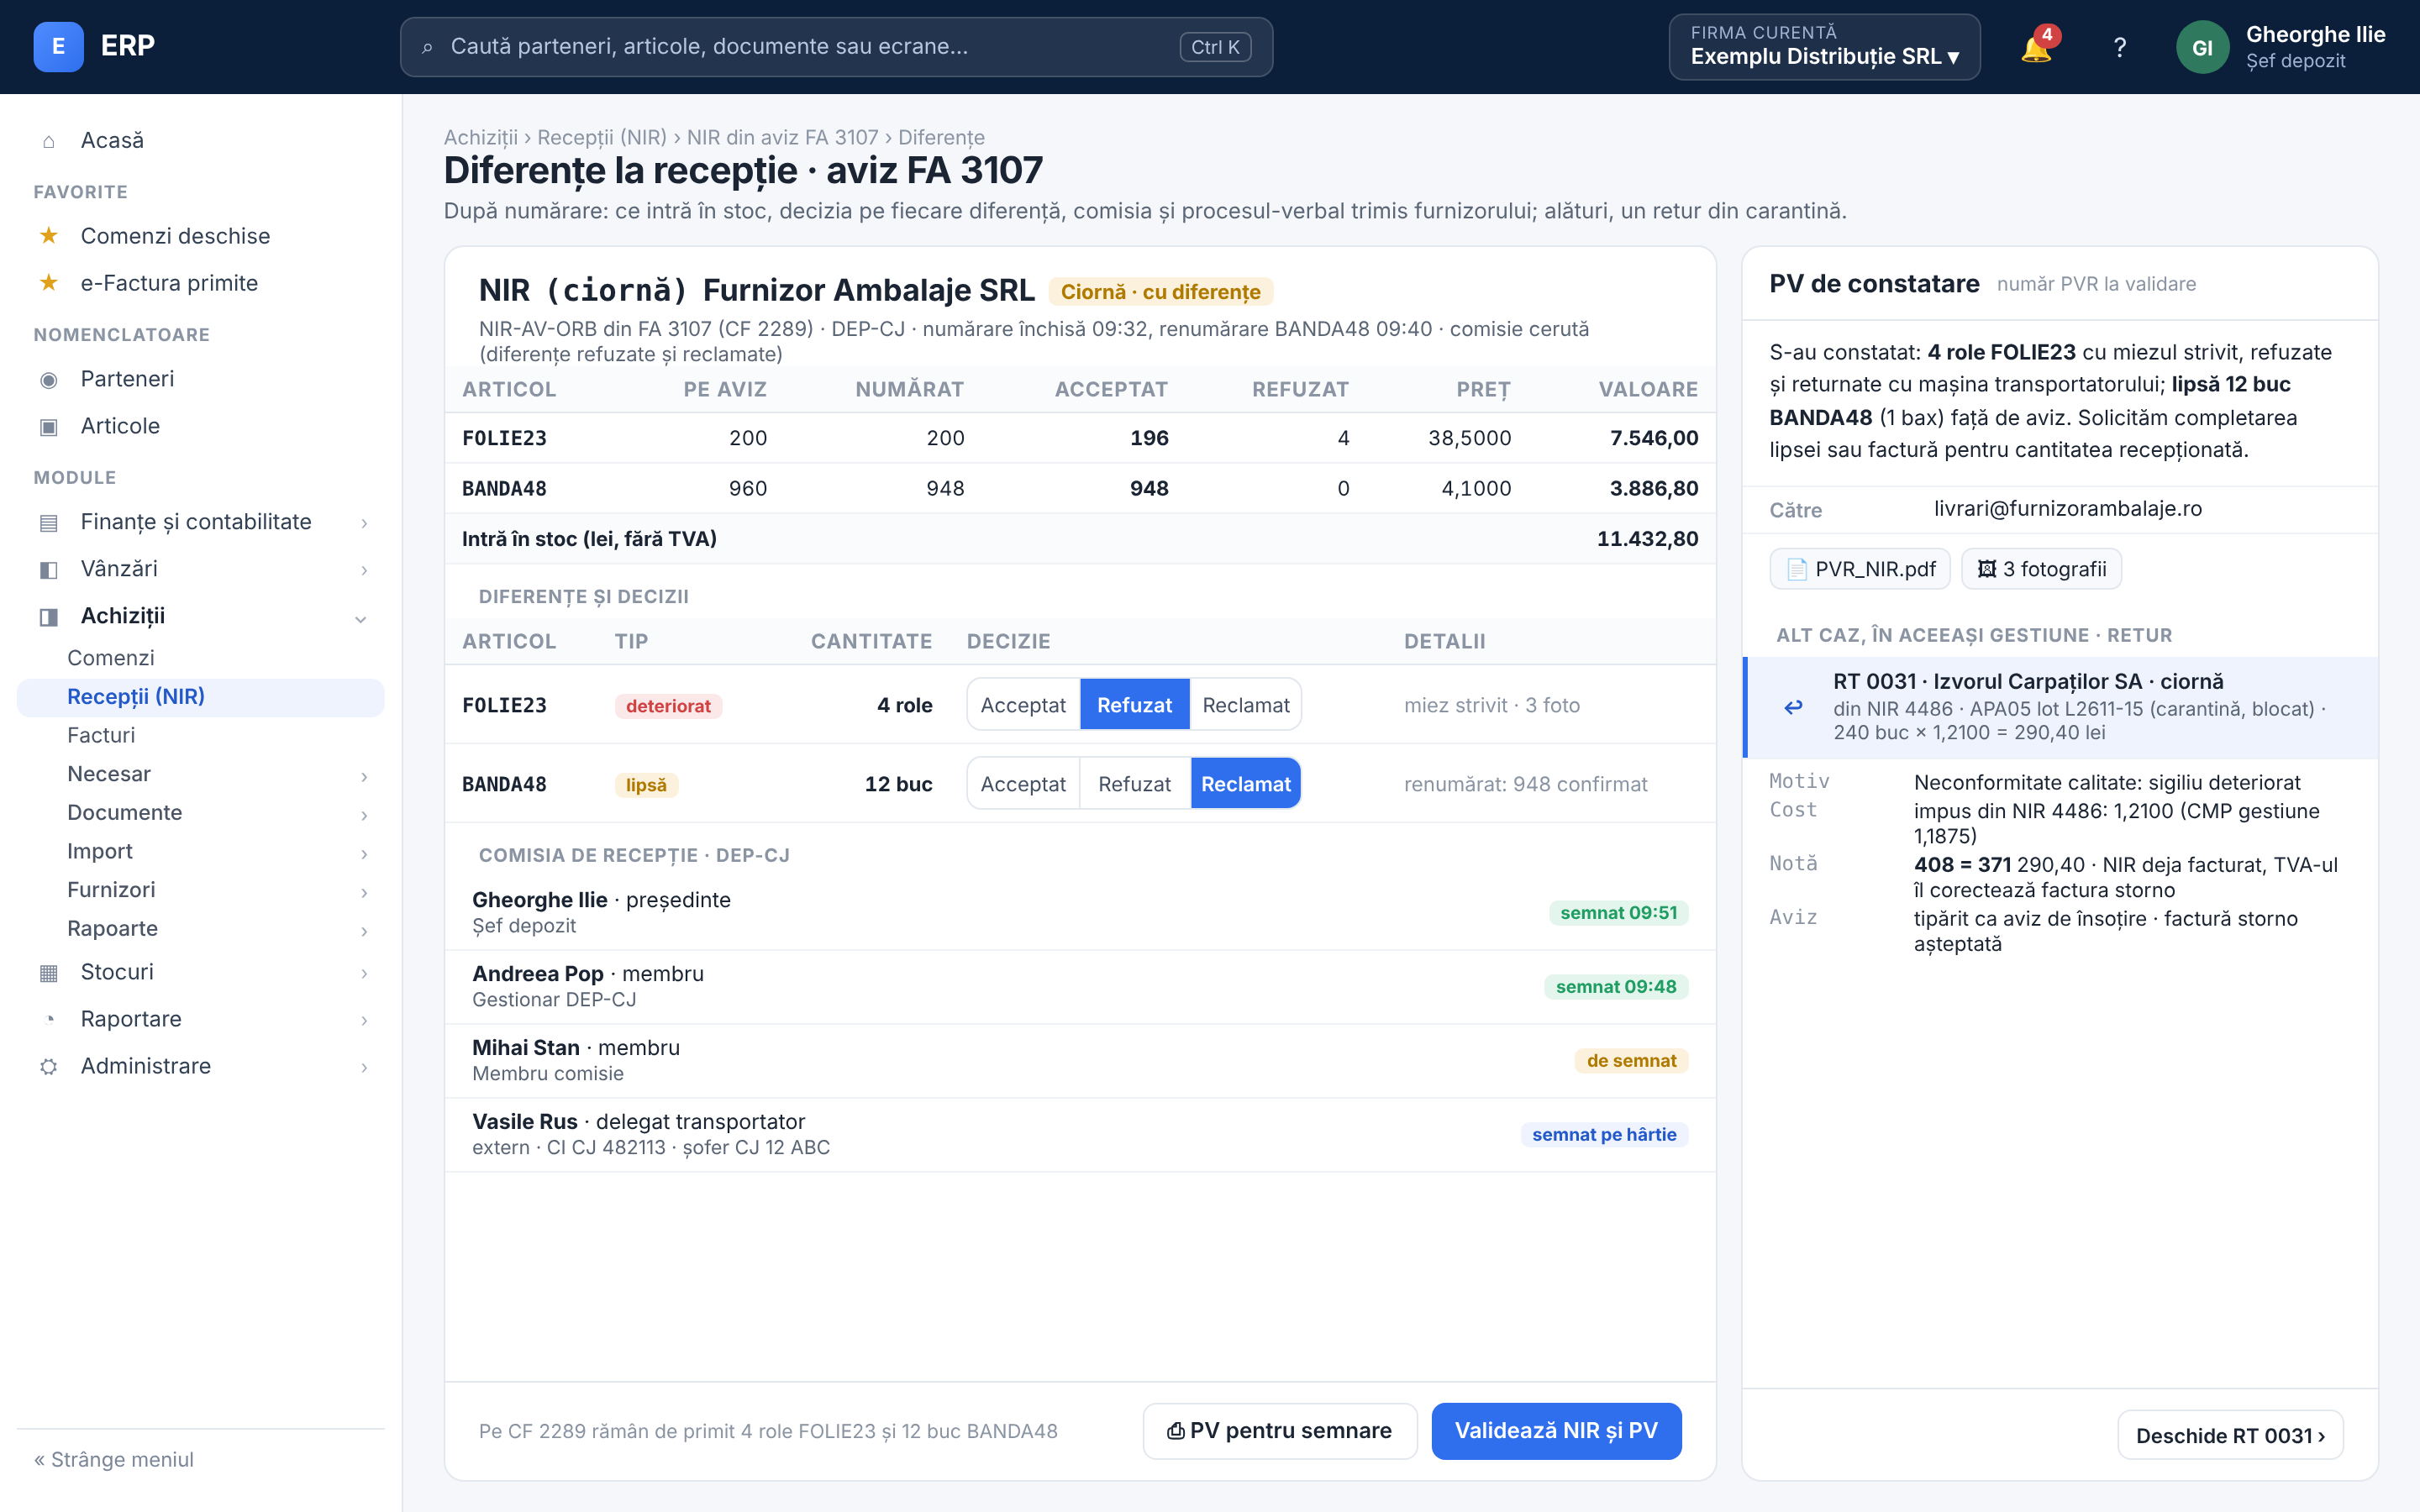 E ERP
Caută parteneri, articole, documente sau ecrane... Ctrl K
FIRMA CURENTĂ
Exemplu Distribuție SRL ▾
4
?
GI
Gheorghe Ilie
Șef depozit
Acasă
FAVORITE
★ Comenzi deschise
★ e-Factura primite
NOMENCLATOARE
Parteneri
Articole
MODULE
Finanțe și contabilitate ›
Vânzări ›
Achiziții
Comenzi
Recepții (NIR)
Facturi
Necesar ›
Documente ›
Import ›
Furnizori ›
Rapoarte ›
Stocuri ›
Raportare ›
Administrare ›
« Strânge meniul
Achiziții › Recepții (NIR) › NIR din aviz FA 3107 › Diferențe
Diferențe la recepție · aviz FA 3107
După numărare: ce intră în stoc, decizia pe fiecare diferență, comisia și procesul-verbal trimis furnizorului; alături, un retur din carantină.
NIR (ciornă) Furnizor Ambalaje SRL Ciornă · cu diferențe
NIR-AV-ORB din FA 3107 (CF 2289) · DEP-CJ · numărare închisă 09:32, renumărare BANDA48 09:40 · comisie cerută
(diferențe refuzate și reclamate)
ARTICOL PE AVIZ NUMĂRAT ACCEPTAT REFUZAT PREȚ VALOARE
FOLIE23 200 200 196 4 38,5000 7.546,00
BANDA48 960 948 948 0 4,1000 3.886,80
Intră în stoc (lei, fără TVA) 11.432,80
DIFERENȚE ȘI DECIZII
ARTICOL TIP CANTITATE DECIZIE DETALII
FOLIE23 deteriorat 4 role Acceptat Refuzat Reclamat miez strivit · 3 foto
BANDA48 lipsă 12 buc Acceptat Refuzat Reclamat renumărat: 948 confirmat
COMISIA DE RECEPȚIE · DEP-CJ
Gheorghe Ilie · președinte
Șef depozit
semnat 09:51
Andreea Pop · membru
Gestionar DEP-CJ
semnat 09:48
Mihai Stan · membru
Membru comisie
de semnat
Vasile Rus · delegat transportator
extern · CI CJ 482113 · șofer CJ 12 ABC
semnat pe hârtie
Pe CF 2289 rămân de primit 4 role FOLIE23 și 12 buc BANDA48
PV pentru semnare
Validează NIR și PV
PV de constatare număr PVR la validare
S-au constatat: 4 role FOLIE23 cu miezul strivit, refuzate
și returnate cu mașina transportatorului; lipsă 12 buc
BANDA48 (1 bax) față de aviz. Solicităm completarea
lipsei sau factură pentru cantitatea recepționată.
Către livrari@furnizorambalaje.ro
PVR_NIR.pdf 3 fotografii
ALT CAZ, ÎN ACEEAȘI GESTIUNE · RETUR
RT 0031 · Izvorul Carpaților SA · ciornă
din NIR 4486 · APA05 lot L2611-15 (carantină, blocat) ·
240 buc × 1,2100 = 290,40 lei
Motiv Neconformitate calitate: sigiliu deteriorat
Cost impus din NIR 4486: 1,2100 (CMP gestiune
1,1875)
Notă 408 = 371 290,40 · NIR deja facturat, TVA-ul
îl corectează factura storno
Aviz tipărit ca aviz de însoțire · factură storno
așteptată
Deschide RT 0031 ›